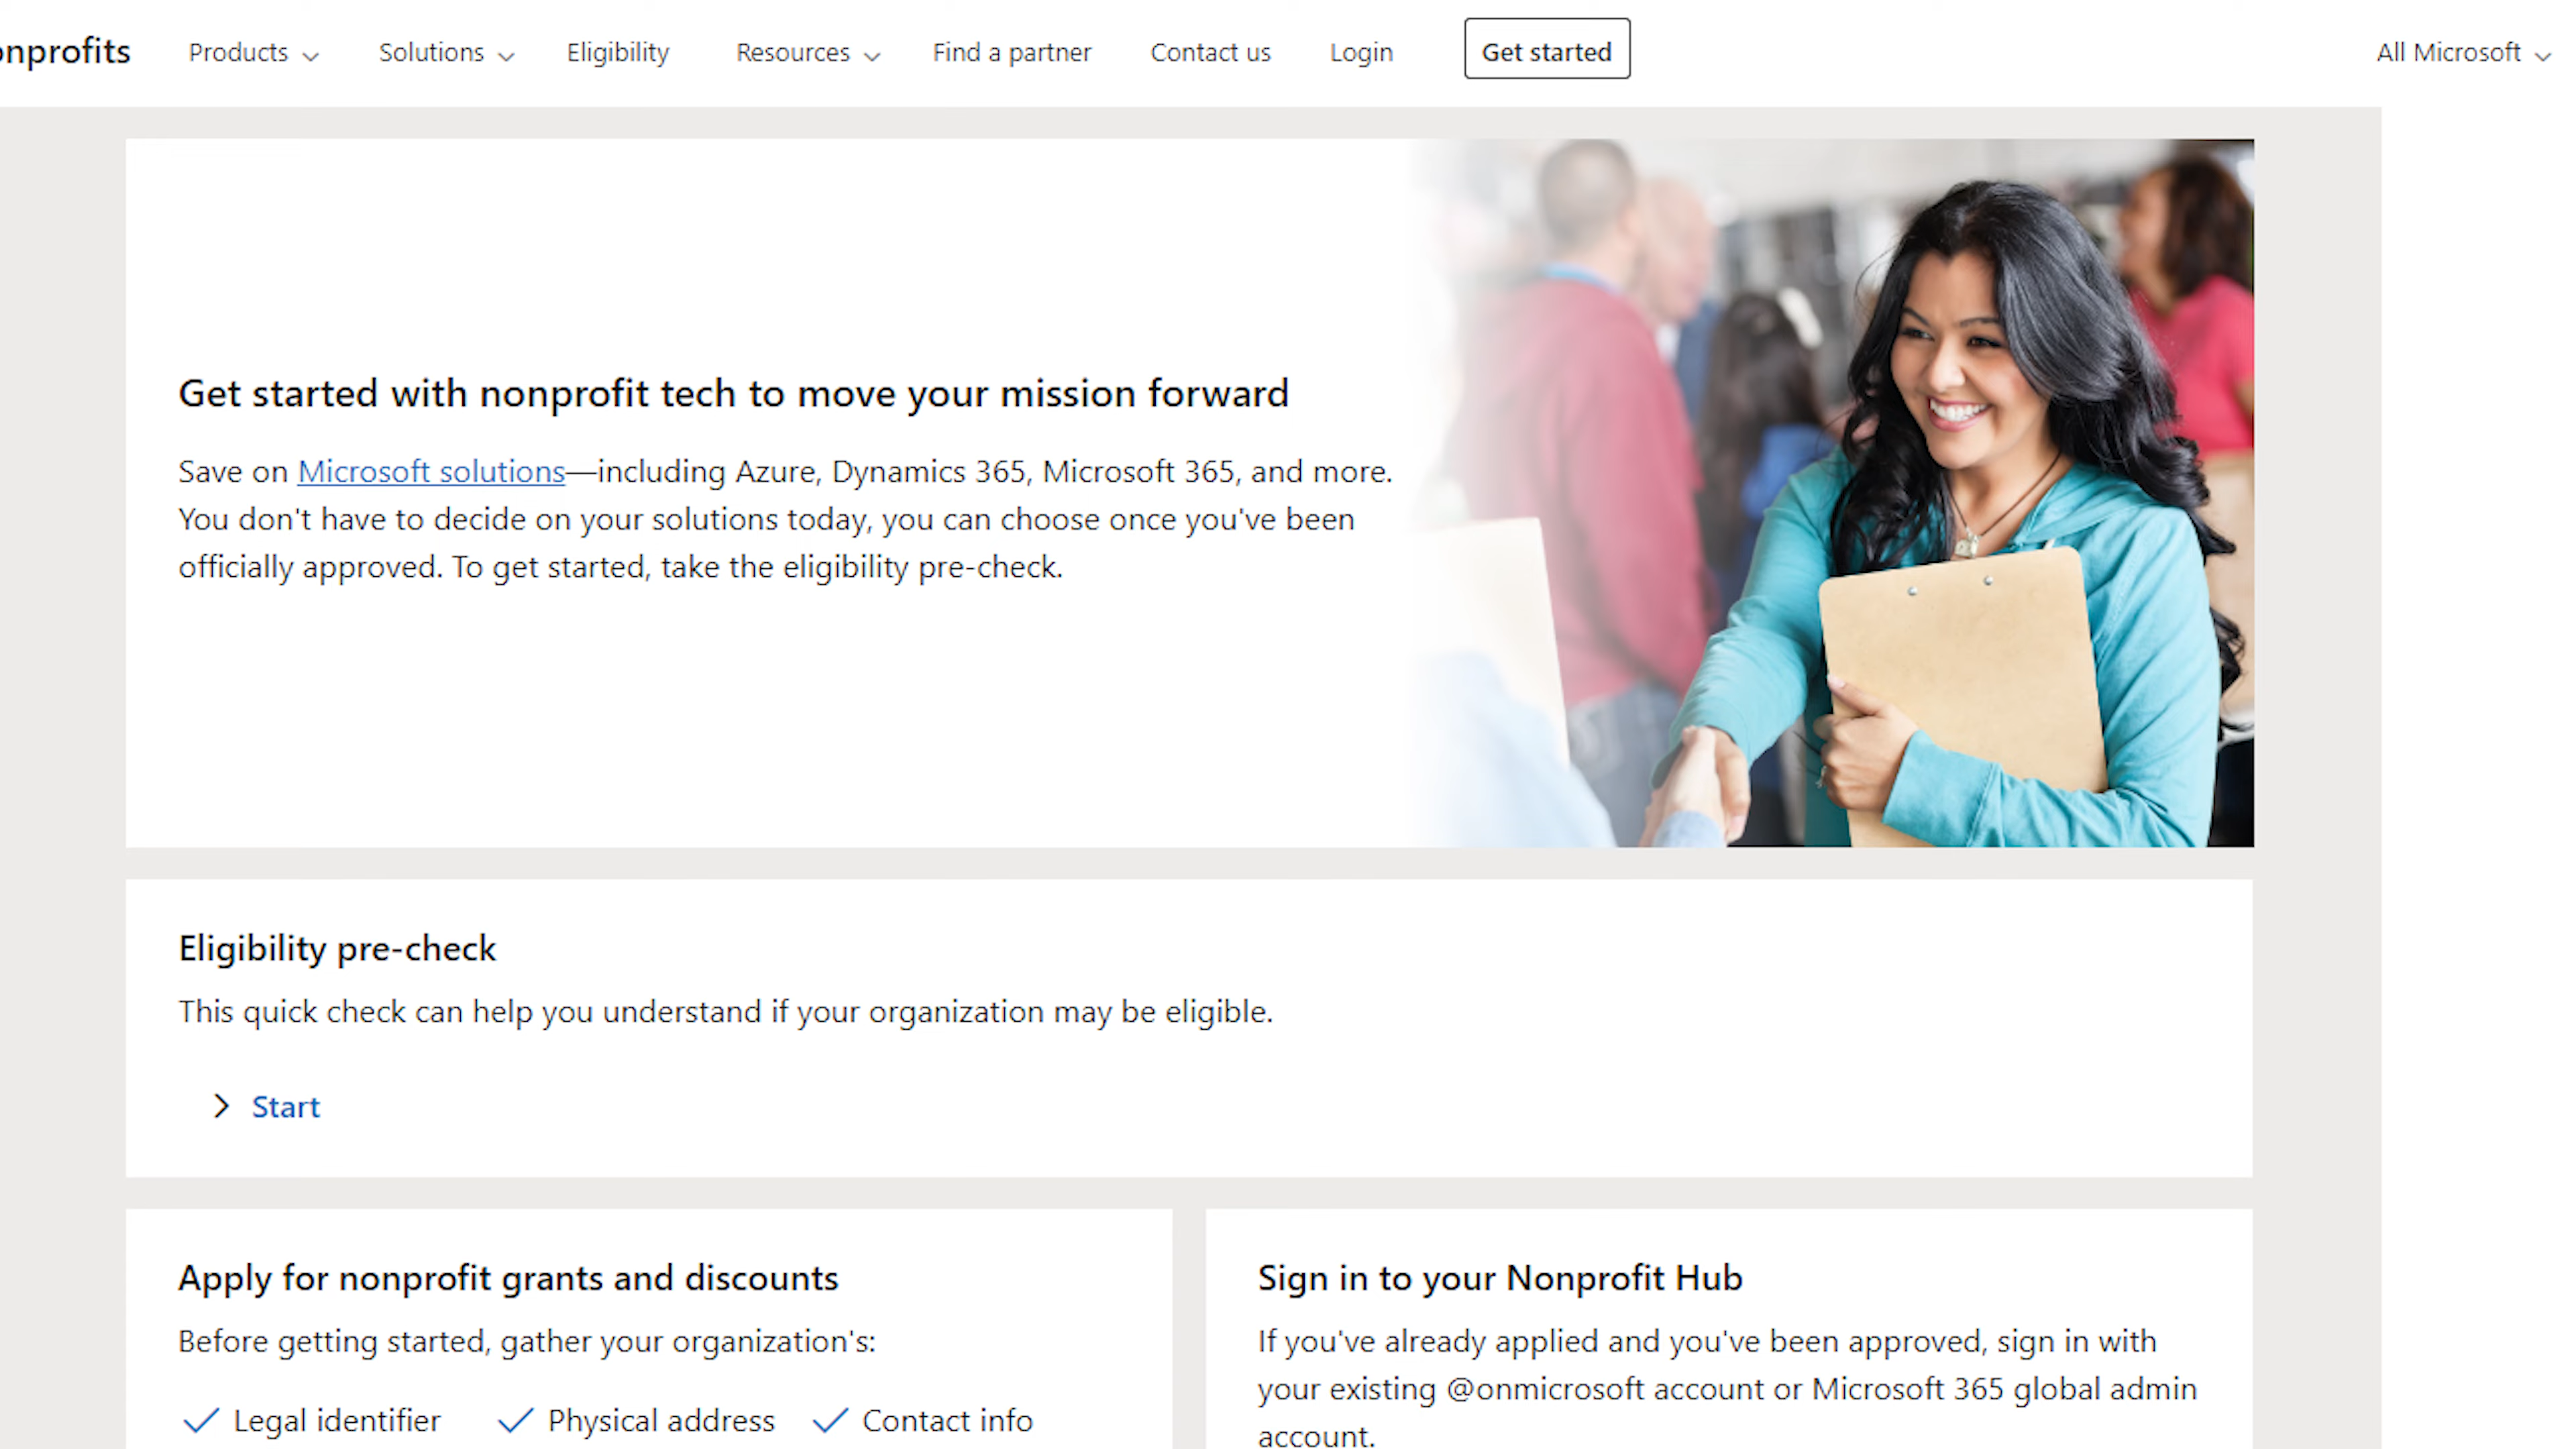 Products
Solutions
Eligibility
Resources
Find a partner
Contact us
Login
Get started
All Microsoft
Get started with nonprofit tech to move your mission forward
Save on Microsoft solutions—including Azure, Dynamics 365, Microsoft 365, and more.
You don't have to decide on your solutions today, you can choose once you've been
officially approved. To get started, take the eligibility pre-check.
Eligibility pre-check
This quick check can help you understand if your organization may be eligible.
Start
Apply for nonprofit grants and discounts
Before getting started, gather your organization's:
Legal identifier
Physical address
Contact info
Sign in to your Nonprofit Hub
If you've already applied and you've been approved, sign in with
your existing @onmicrosoft account or Microsoft 365 global admin
account.